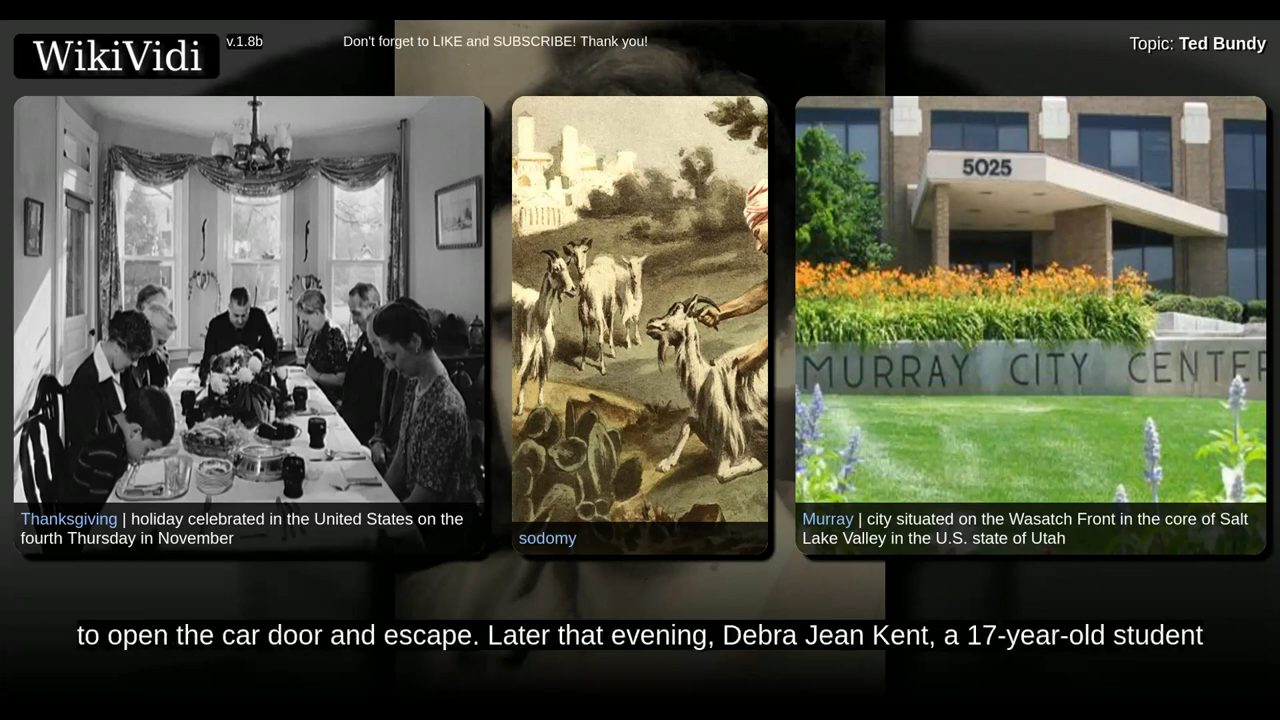 WikiVidi
v.1.8b
Don't forget to LIKE and SUBSCRIBE! Thank you!
Topic: Ted Bundy
5025
MURRAY CITY CENTER
Thanksgiving | holiday celebrated in the United States on the
fourth Thursday in November
sodomy
Murray | city situated on the Wasatch Front in the core of Salt
Lake Valley in the U.S. state of Utah
to open the car door and escape. Later that evening, Debra Jean Kent, a 17-year-old student